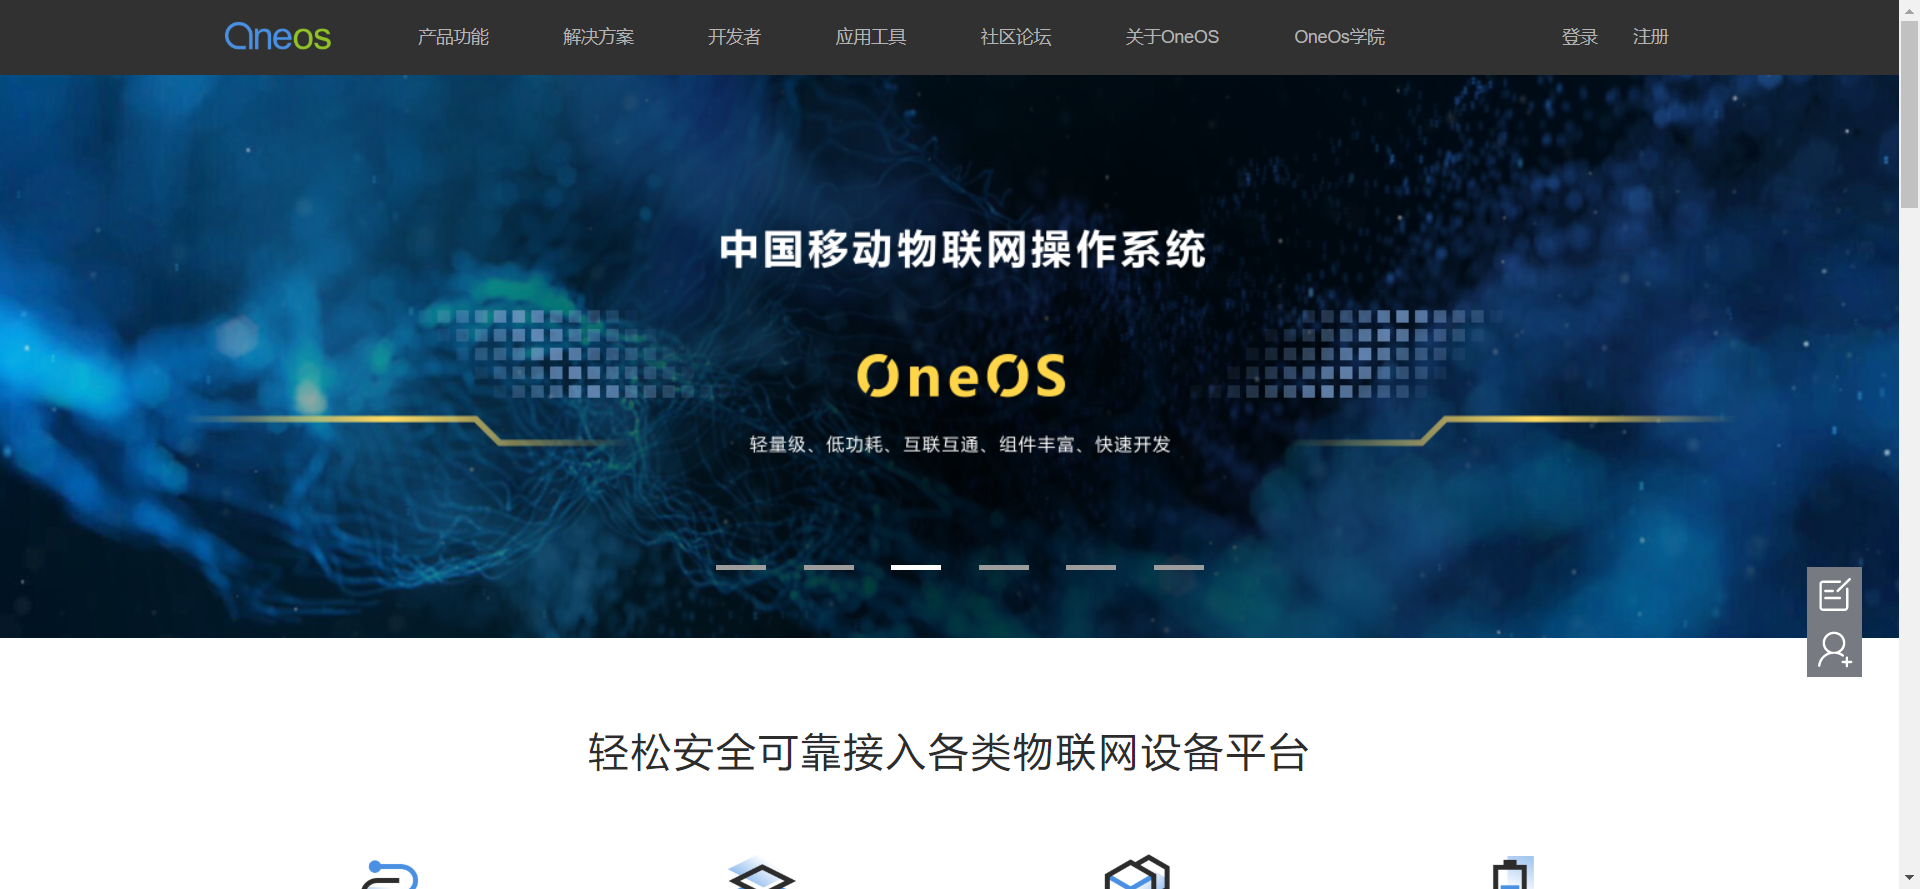 Oneos 产品功能 解决方案 开发者 应用工具 社区论坛 关于OneOS OneOs学院 登录 注册
中国移动物联网操作系统
OneOS
轻量级、低功耗、互联互通、组件丰富、快速开发
轻松安全可靠接入各类物联网设备平台